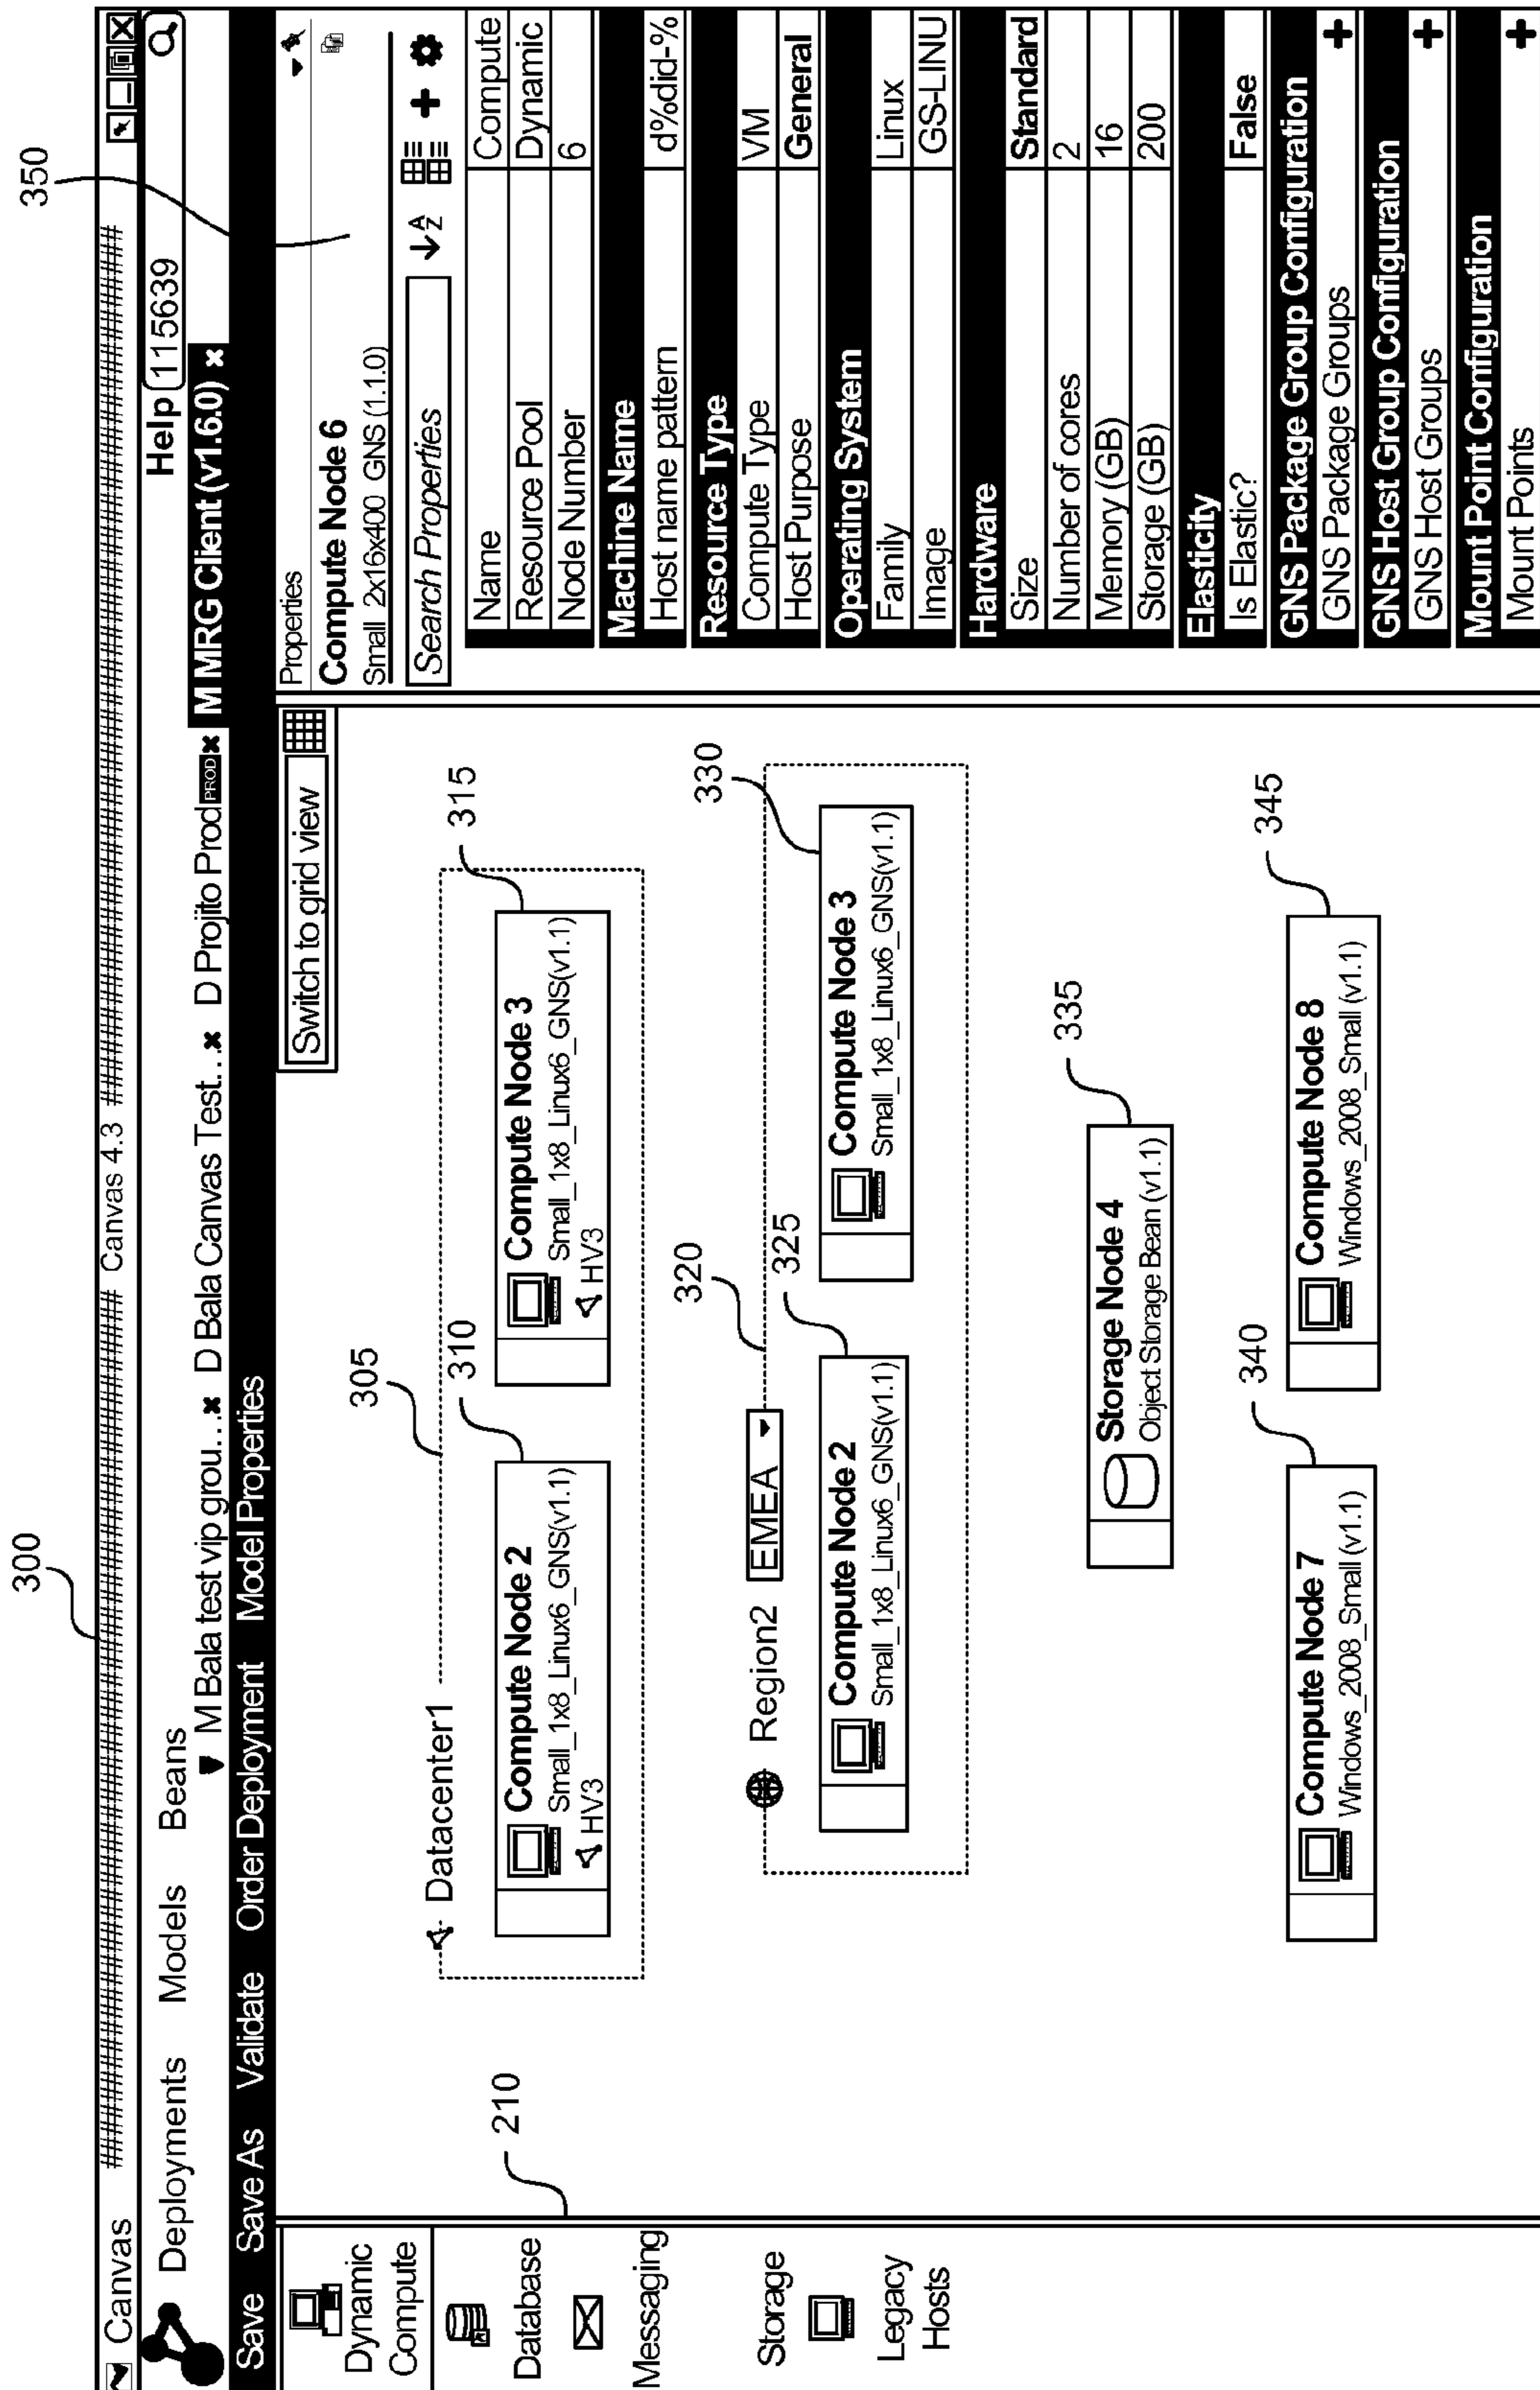 300
350
Canvas ################################ Canvas 4.3 ################################
Deployments Models Beans Help 115639
M Bala test vip grou...× D Bala Canvas Test...× D Projito Prod PROD× M MRG Client (v1.6.0) ×
Save Save As Validate Order Deployment Model Properties
Dynamic
Compute
Database
Messaging
Storage
Legacy
Hosts
210
Switch to grid view
305
Datacenter1
310
Compute Node 2
Small_1x8_Linux6_GNS(v1.1)
HV3
315
Compute Node 3
Small_1x8_Linux6_GNS(v1.1)
HV3
320
Region2 EMEA
325
Compute Node 2
Small_1x8_Linux6_GNS(v1.1)
330
Compute Node 3
Small_1x8_Linux6_GNS(v1.1)
335
Storage Node 4
Object Storage Bean (v1.1)
340
Compute Node 7
Windows_2008_Small (v1.1)
345
Compute Node 8
Windows_2008_Small (v1.1)
Properties
Compute Node 6
Small 2x16x400 GNS (1.1.0)
Search Properties AZ
Name Compute
Resource Pool Dynamic
Node Number 6
Machine Name
Host name pattern d%did-%
Resource Type
Compute Type VM
Host Purpose General
Operating System
Family Linux
Image GS-LINU
Hardware
Size Standard
Number of cores 2
Memory (GB) 16
Storage (GB) 200
Elasticity
Is Elastic? False
GNS Package Group Configuration
GNS Package Groups +
GNS Host Group Configuration
GNS Host Groups +
Mount Point Configuration
Mount Points +